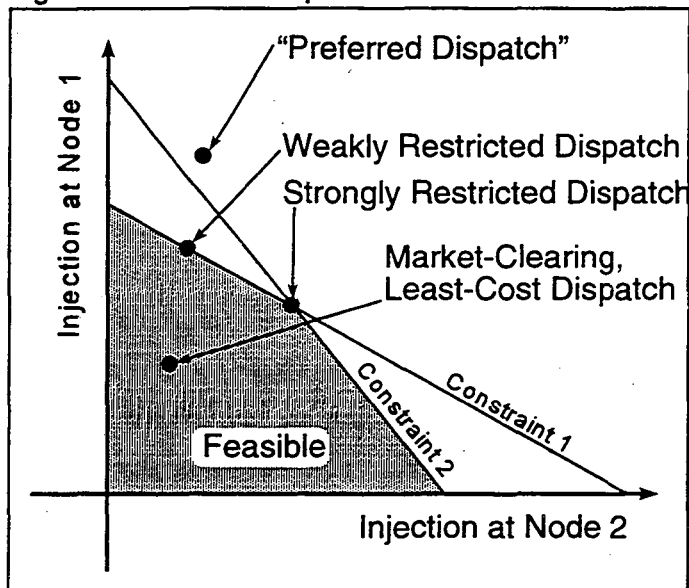 “Preferred Dispatch”
Weakly Restricted Dispatch
Strongly Restricted Dispatch
Market-Clearing,
Least-Cost Dispatch
Injection at Node 1
Constraint 1
Constraint 2
Feasible
Injection at Node 2